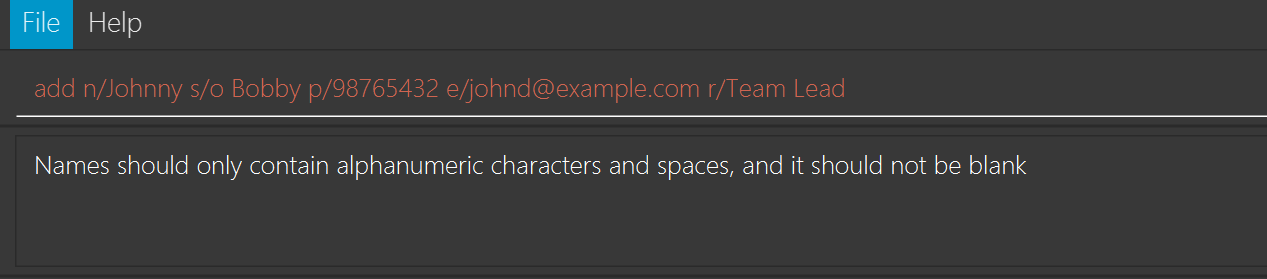 File Help
add n/Johnny s/o Bobby p/98765432 e/johnd@example.com r/Team Lead
Names should only contain alphanumeric characters and spaces, and it should not be blank